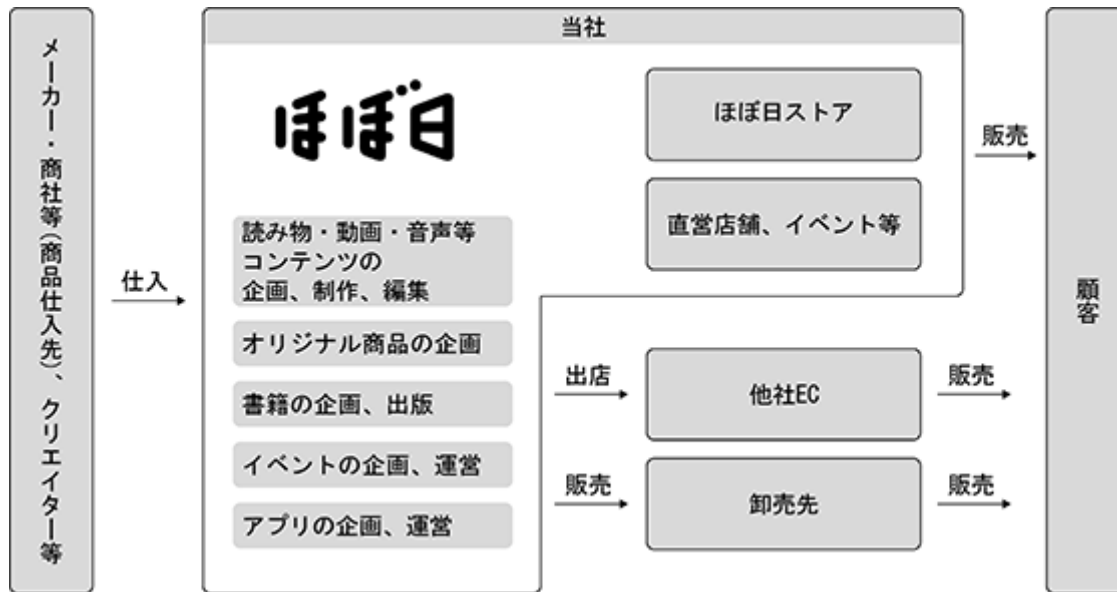 メーカー・商社等(商品仕入先)、クリエイター等
仕入
当社
ほぼ日
読み物・動画・音声等
コンテンツの
企画、制作、編集
オリジナル商品の企画
書籍の企画、出版
イベントの企画、運営
アプリの企画、運営
ほぼ日ストア
直営店舗、イベント等
販売
出店
他社EC
販売
販売
卸売先
販売
顧客